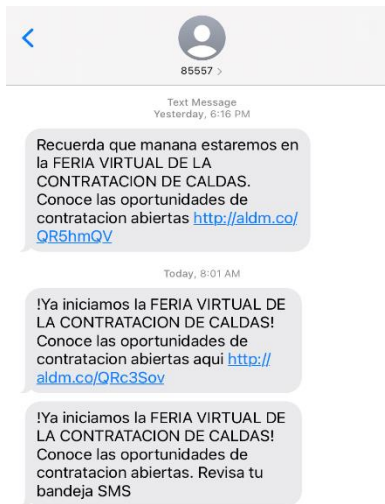 85557 >
Text Message
Yesterday, 6:16 PM
Recuerda que manana estaremos en
la FERIA VIRTUAL DE LA
CONTRATACION DE CALDAS.
Conoce las oportunidades de
contratacion abiertas http://aldm.co/
QR5hmQV
Today, 8:01 AM
!Ya iniciamos la FERIA VIRTUAL DE
LA CONTRATACION DE CALDAS!
Conoce las oportunidades de
contratacion abiertas aqui http://
aldm.co/QRc3Sov
!Ya iniciamos la FERIA VIRTUAL DE
LA CONTRATACION DE CALDAS!
Conoce las oportunidades de
contratacion abiertas. Revisa tu
bandeja SMS